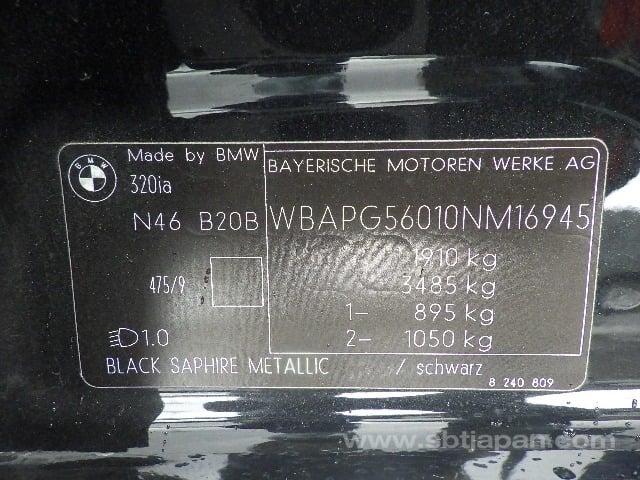 BMW
Made by BMW
320ia
N46 B20B
475/9
1.0
BAYERISCHE MOTOREN WERKE AG
WBAPG56010NM16945
1910 kg
3485 kg
1- 895 kg
2- 1050 kg
BLACK SAPHIRE METALLIC / schwarz
8 240 809
www.sbtjapan.com